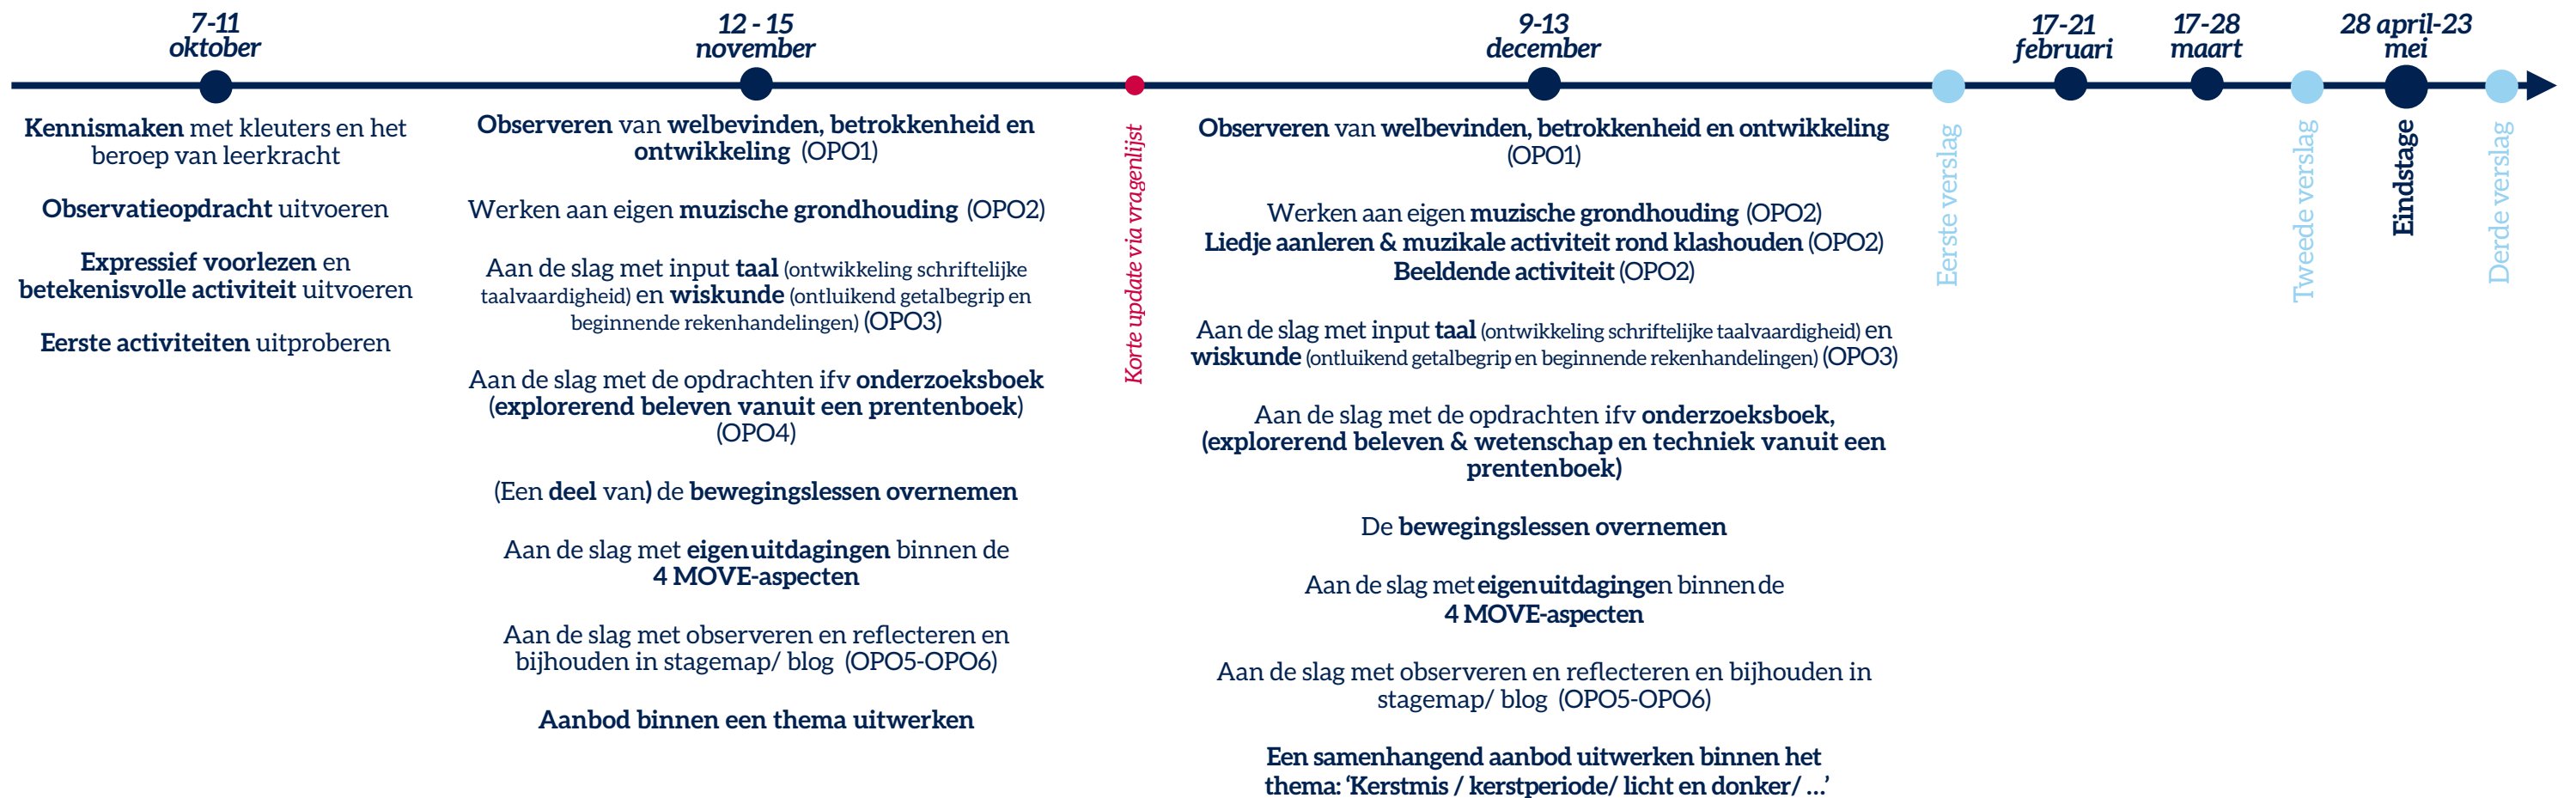 7-11
oktober
Kennismaken met kleuters en het
beroep van leerkracht
Observatieopdracht uitvoeren
Expressief voorlezen en
betekenisvolle activiteit uitvoeren
Eerste activiteiten uitproberen
12 - 15
november
Observeren van welbevinden, betrokkenheid en
ontwikkeling (OPO1)
Werken aan eigen muzische grondhouding (OPO2)
Aan de slag met input taal (ontwikkeling schriftelijke
taalvaardigheid) en wiskunde (ontluikend getalbegrip en
beginnende rekenhandelingen) (OPO3)
Aan de slag met de opdrachten ifv onderzoeksboek
(explorerend beleven vanuit een prentenboek)
(OPO4)
(Een deel van) de bewegingslessen overnemen
Aan de slag met eigen uitdagingen binnen de
4 MOVE-aspecten
Aan de slag met observeren en reflecteren en
bijhouden in stagemap/ blog (OPO5-OPO6)
Aanbod binnen een thema uitwerken
Korte update via vragenlijst
9-13
december
Observeren van welbevinden, betrokkenheid en ontwikkeling
(OPO1)
Werken aan eigen muzische grondhouding (OPO2)
Liedje aanleren & muzikale activiteit rond klashouden (OPO2)
Beeldende activiteit (OPO2)
Aan de slag met input taal (ontwikkeling schriftelijke taalvaardigheid) en
wiskunde (ontluikend getalbegrip en beginnende rekenhandelingen) (OPO3)
Aan de slag met de opdrachten ifv onderzoeksboek,
(explorerend beleven & wetenschap en techniek vanuit een
prentenboek)
De bewegingslessen overnemen
Aan de slag met eigen uitdagingen binnen de
4 MOVE-aspecten
Aan de slag met observeren en reflecteren en bijhouden in
stagemap/ blog (OPO5-OPO6)
Een samenhangend aanbod uitwerken binnen het
thema: ‘Kerstmis / kerstperiode/ licht en donker/ ...’
Eerste verslag
17-21
februari
17-28
maart
Tweede verslag
28 april-23
mei
Eindstage
Derde verslag